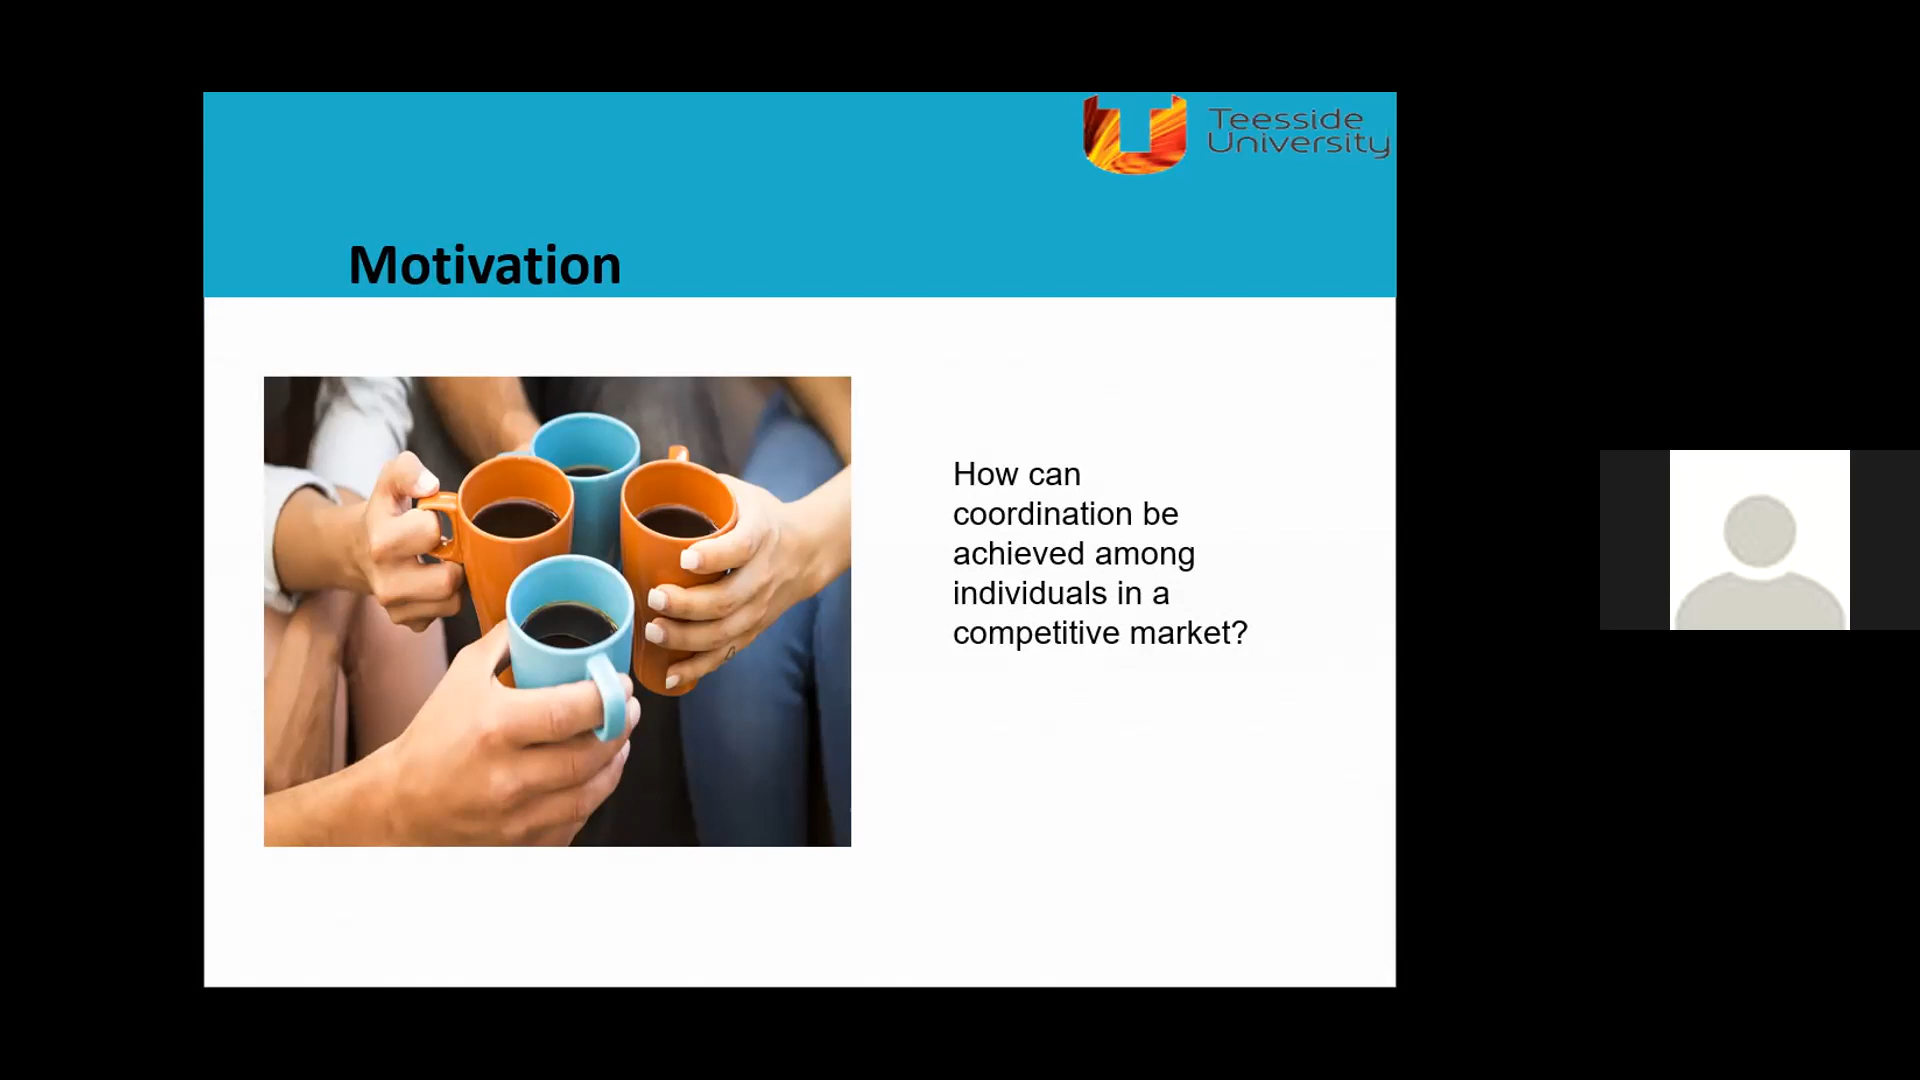 Teesside
University
Motivation
How can
coordination be
achieved among
individuals in a
competitive market?